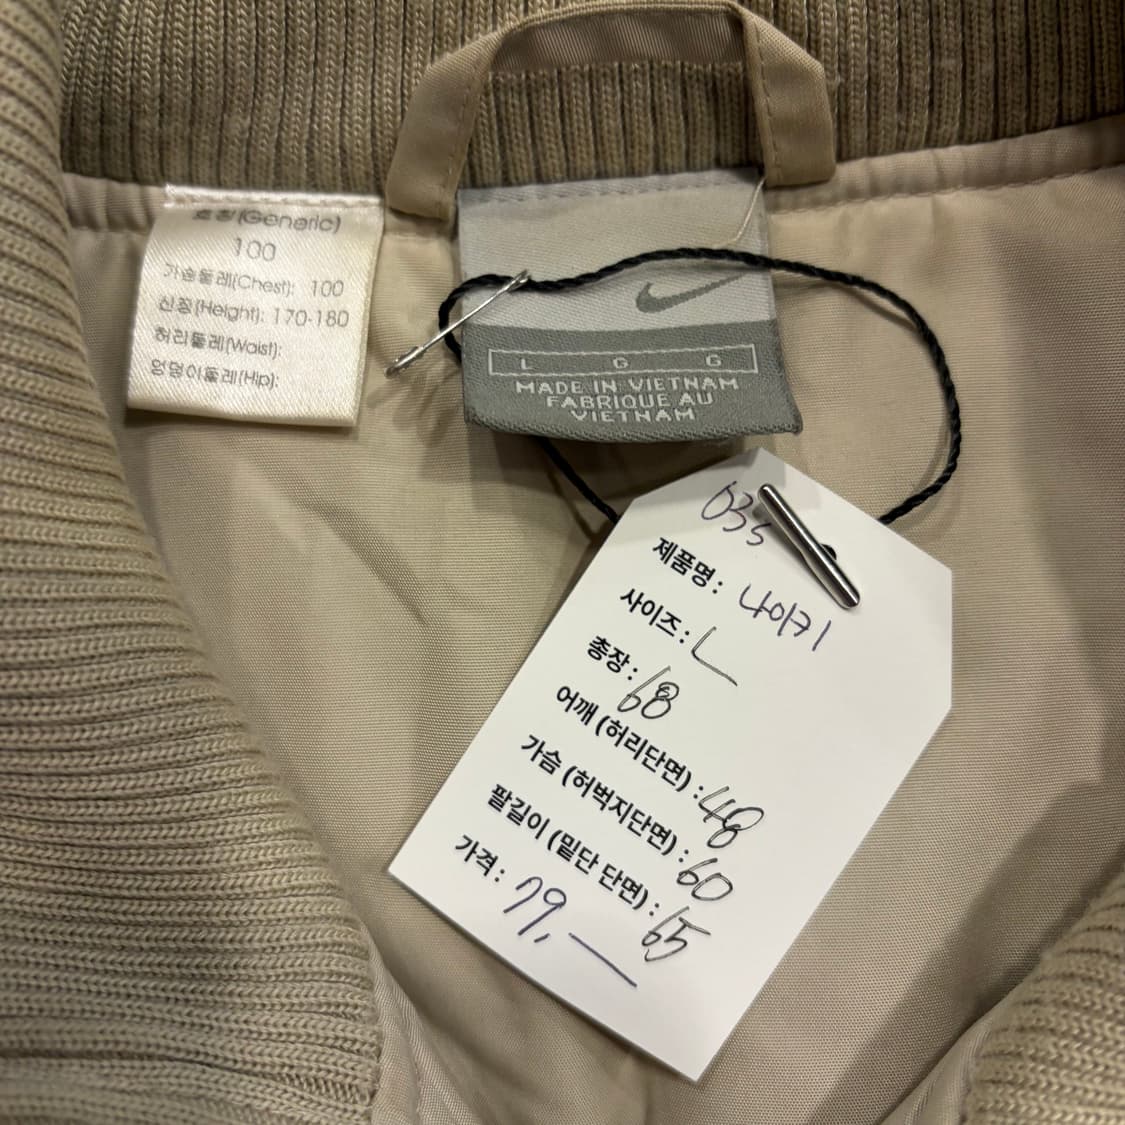 호칭(Generic)
100
가슴둘레(Chest): 100
신장(Height): 170-180
허리둘레(Waist):
엉덩이둘레(Hip):
L G G
MADE IN VIETNAM
FABRIQUE AU
VIETNAM
035
제품명: 나이키
사이즈: L
총장: 68
어깨 (허리단면) : 48
가슴 (허벅지단면) : 60
팔길이 (밑단 단면) : 65
가격: 79,—